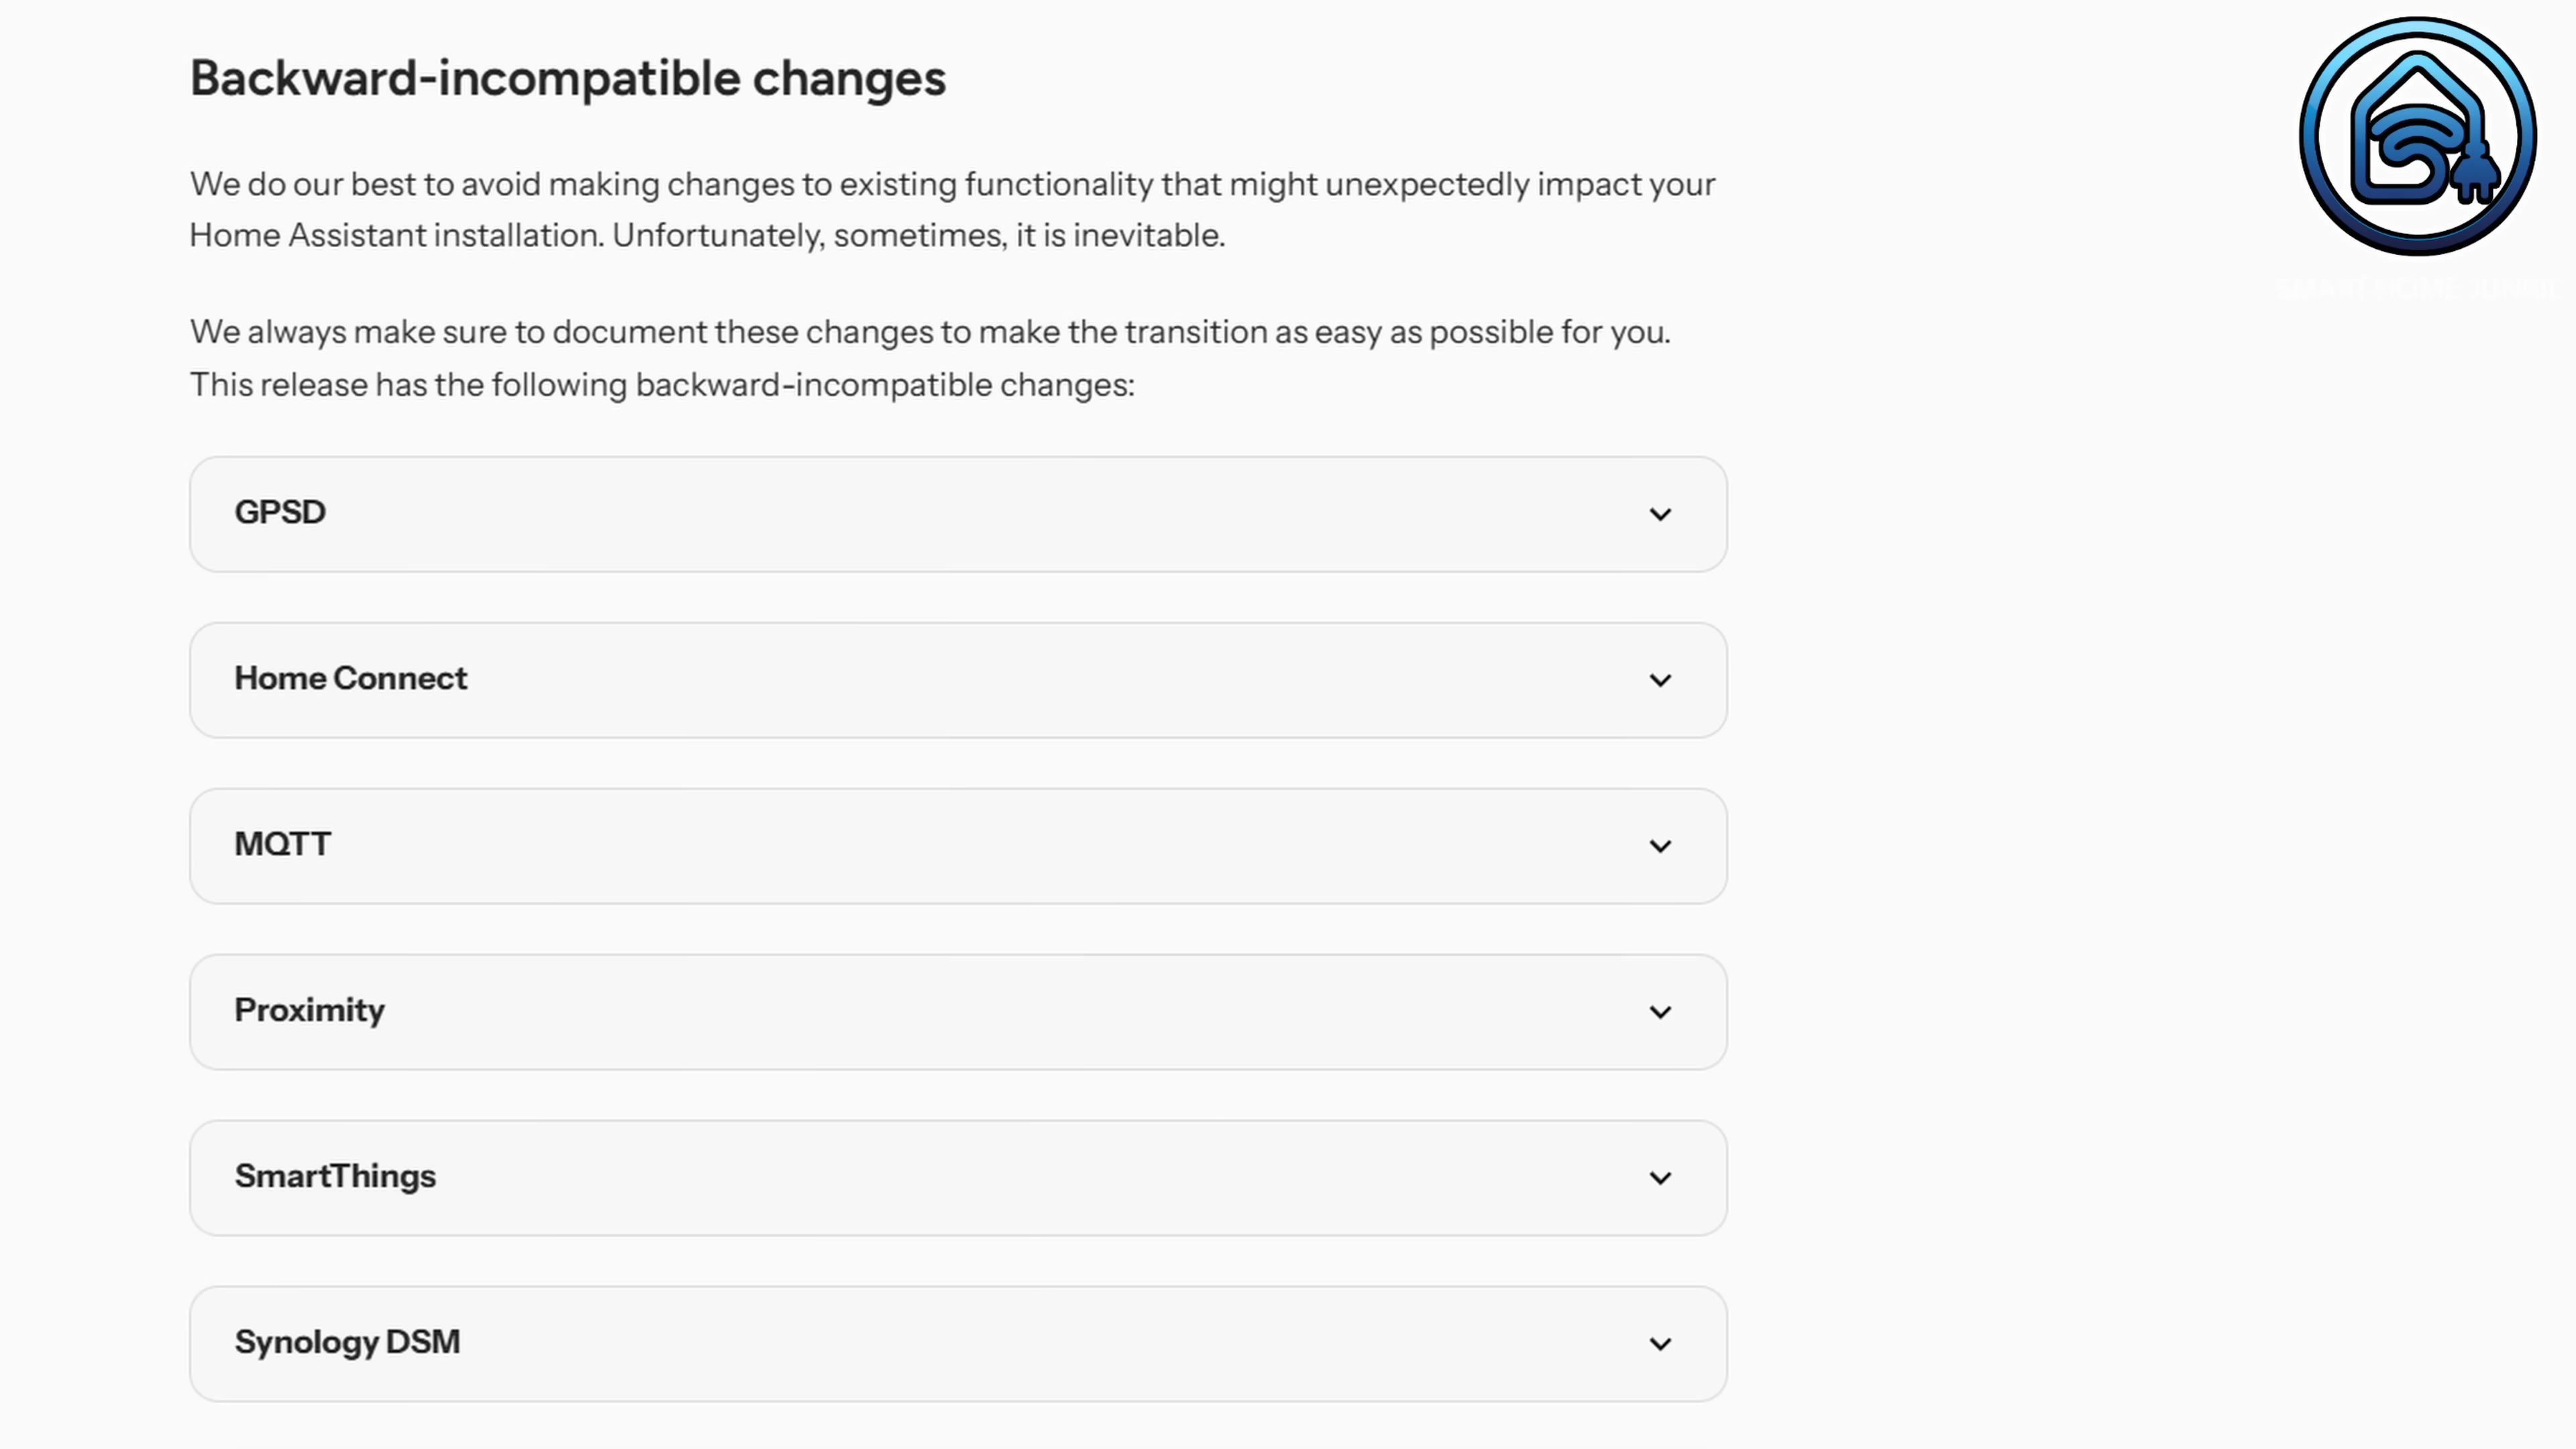 Backward-incompatible changes
We do our best to avoid making changes to existing functionality that might unexpectedly impact your
Home Assistant installation. Unfortunately, sometimes, it is inevitable.
We always make sure to document these changes to make the transition as easy as possible for you.
This release has the following backward-incompatible changes:
GPSD
Home Connect
MQTT
Proximity
SmartThings
Synology DSM